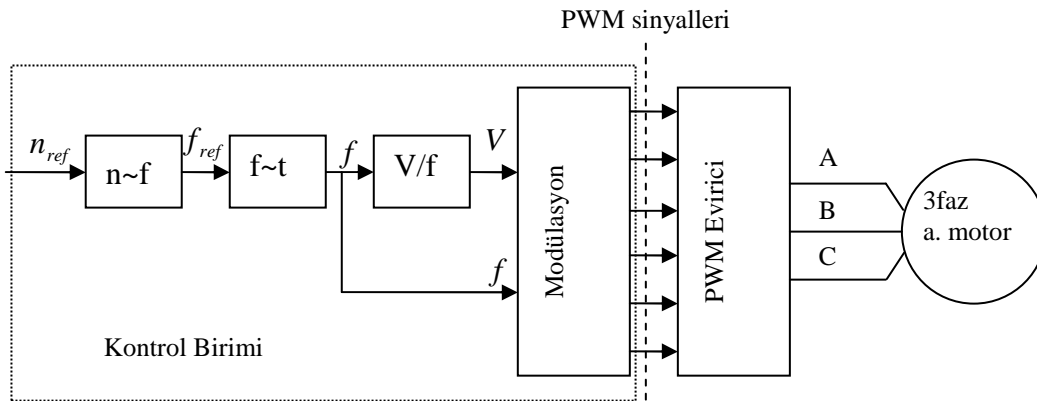 PWM sinyalleri
n_ref
n~f
f_ref
f~t
f
V/f
V
f
Modülasyon
PWM Evirici
A
B
C
3faz
a. motor
Kontrol Birimi